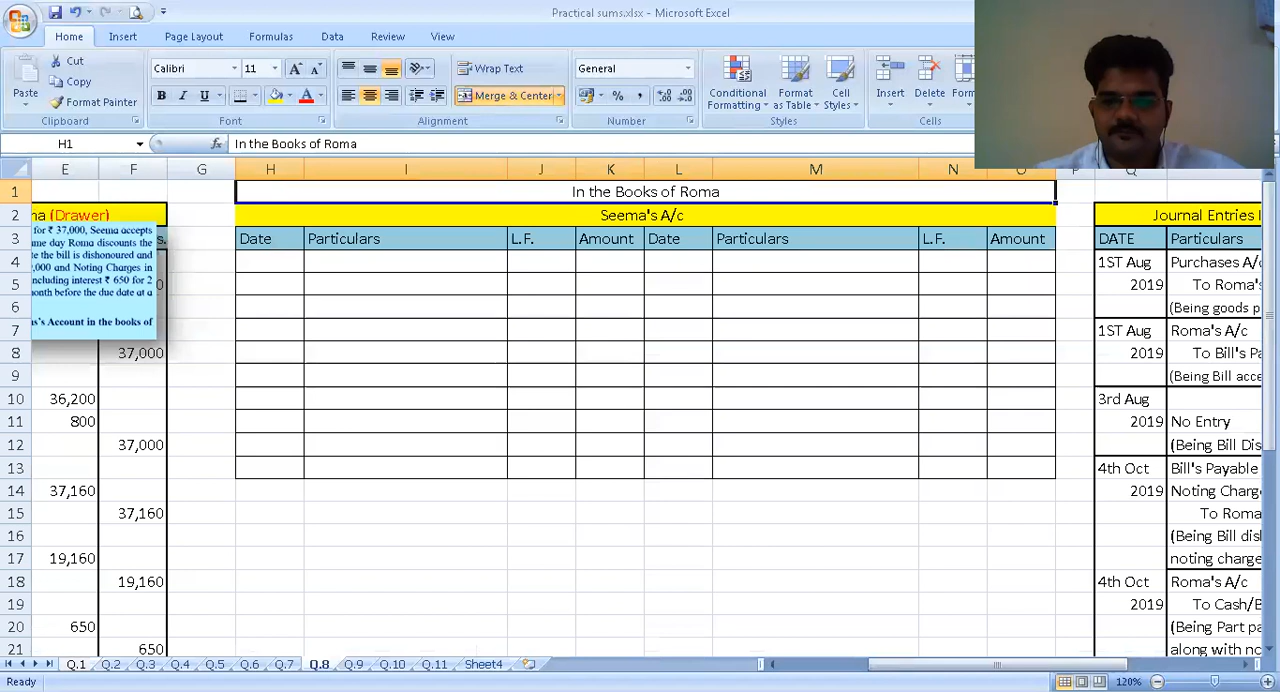 Practical sums.xlsx - Microsoft Excel
Home Insert Page Layout Formulas Data Review View
Cut
Copy
Format Painter
Paste
Clipboard
Calibri 11
B I U
Font
Wrap Text
Merge & Center
Alignment
General
Number
Conditional Formatting
Format as Table
Cell Styles
Styles
Insert Delete
Cells
H1 fx In the Books of Roma
E F G H I J K L M N O P Q
1 In the Books of Roma
2 na (Drawer) Seema's A/c Journal Entries I
for ₹ 37,000, Seema accepts
me day Roma discounts the
te the bill is dishonoured and
,000 and Noting Charges in
including interest ₹ 650 for 2
onth before the due date at a
's Account in the books of
3 Date Particulars L.F. Amount Date Particulars L.F. Amount DATE Particulars
4 1ST Aug Purchases A/c
5 2019 To Roma's
6 (Being goods p
7 1ST Aug Roma's A/c
8 37,000 2019 To Bill's Pa
9 (Being Bill acce
10 36,200 3rd Aug
11 800 2019 No Entry
12 37,000 (Being Bill Dis
13 4th Oct Bill's Payable
14 37,160 2019 Noting Charg
15 37,160 To Roma
16 (Being Bill dish
17 19,160 noting charge
18 19,160 4th Oct Roma's A/c
19 2019 To Cash/B
20 650 (Being Part pa
21 650 along with no
Q.1 Q.2 Q.3 Q.4 Q.5 Q.6 Q.7 Q.8 Q.9 Q.10 Q.11 Sheet4
Ready 120%